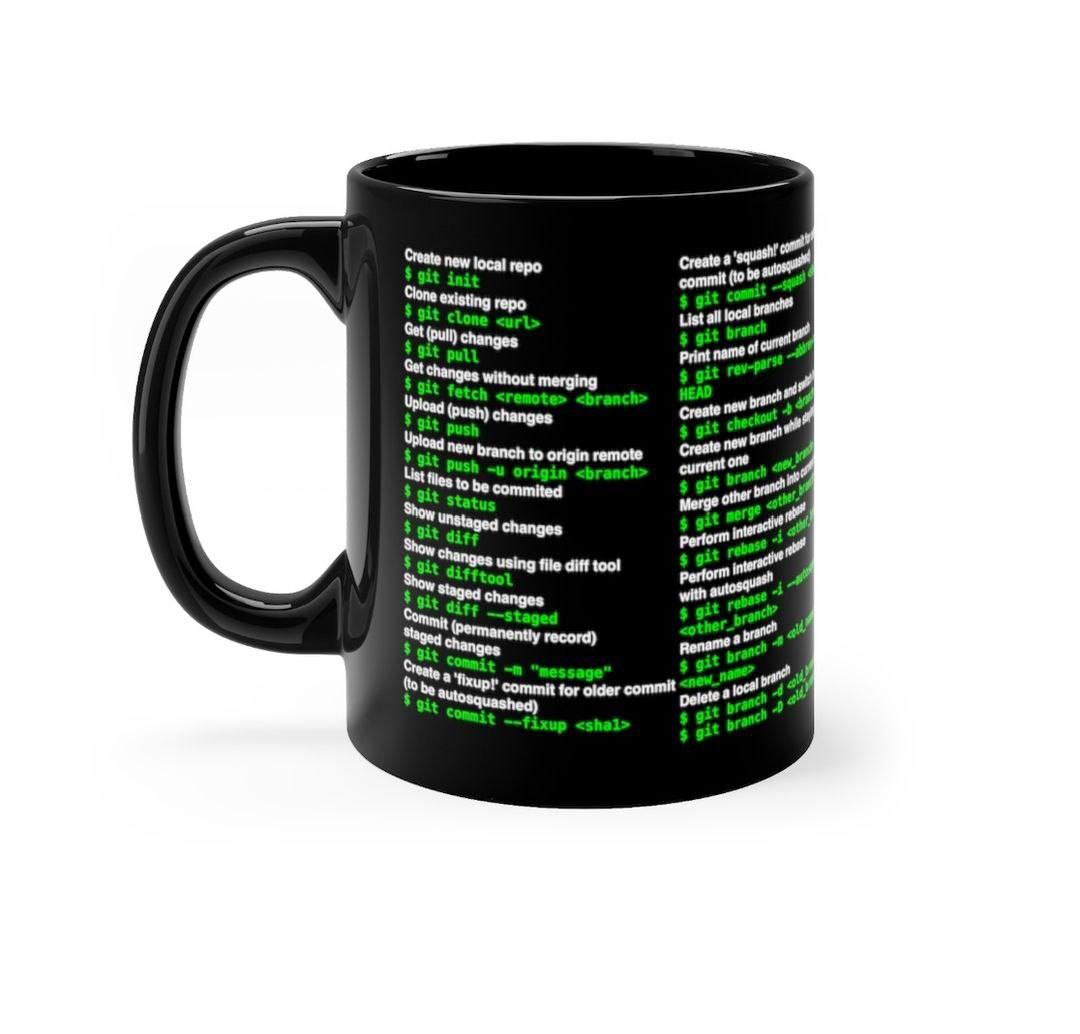 Create new local repo
$ git init
Clone existing repo
$ git clone <url>
Get (pull) changes
$ git pull
Get changes without merging
$ git fetch <remote> <branch>
Upload (push) changes
$ git push
Upload new branch to origin remote
$ git push -u origin <branch>
List files to be commited
$ git status
Show unstaged changes
$ git diff
Show changes using file diff tool
$ git difftool
Show staged changes
$ git diff --staged
Commit (permanently record)
staged changes
$ git commit -m "message"
Create a 'fixup!' commit for older commit
(to be autosquashed)
$ git commit --fixup <sha1>
Create a 'squash!' commit for
commit (to be autosquashed)
$ git commit --squash
List all local branches
$ git branch
Print name of current branch
$ git rev-parse
HEAD
Create new branch and switch
$ git checkout -b
Create new branch while
current one
$ git branch
Merge other branch into
$ git merge
Perform interactive rebase
$ git rebase -i
Perform interactive rebase
with autosquash
$ git rebase -i
<other_branch>
Rename a branch
$ git branch -m
<new_name>
Delete a local branch
$ git branch -d
$ git branch -D